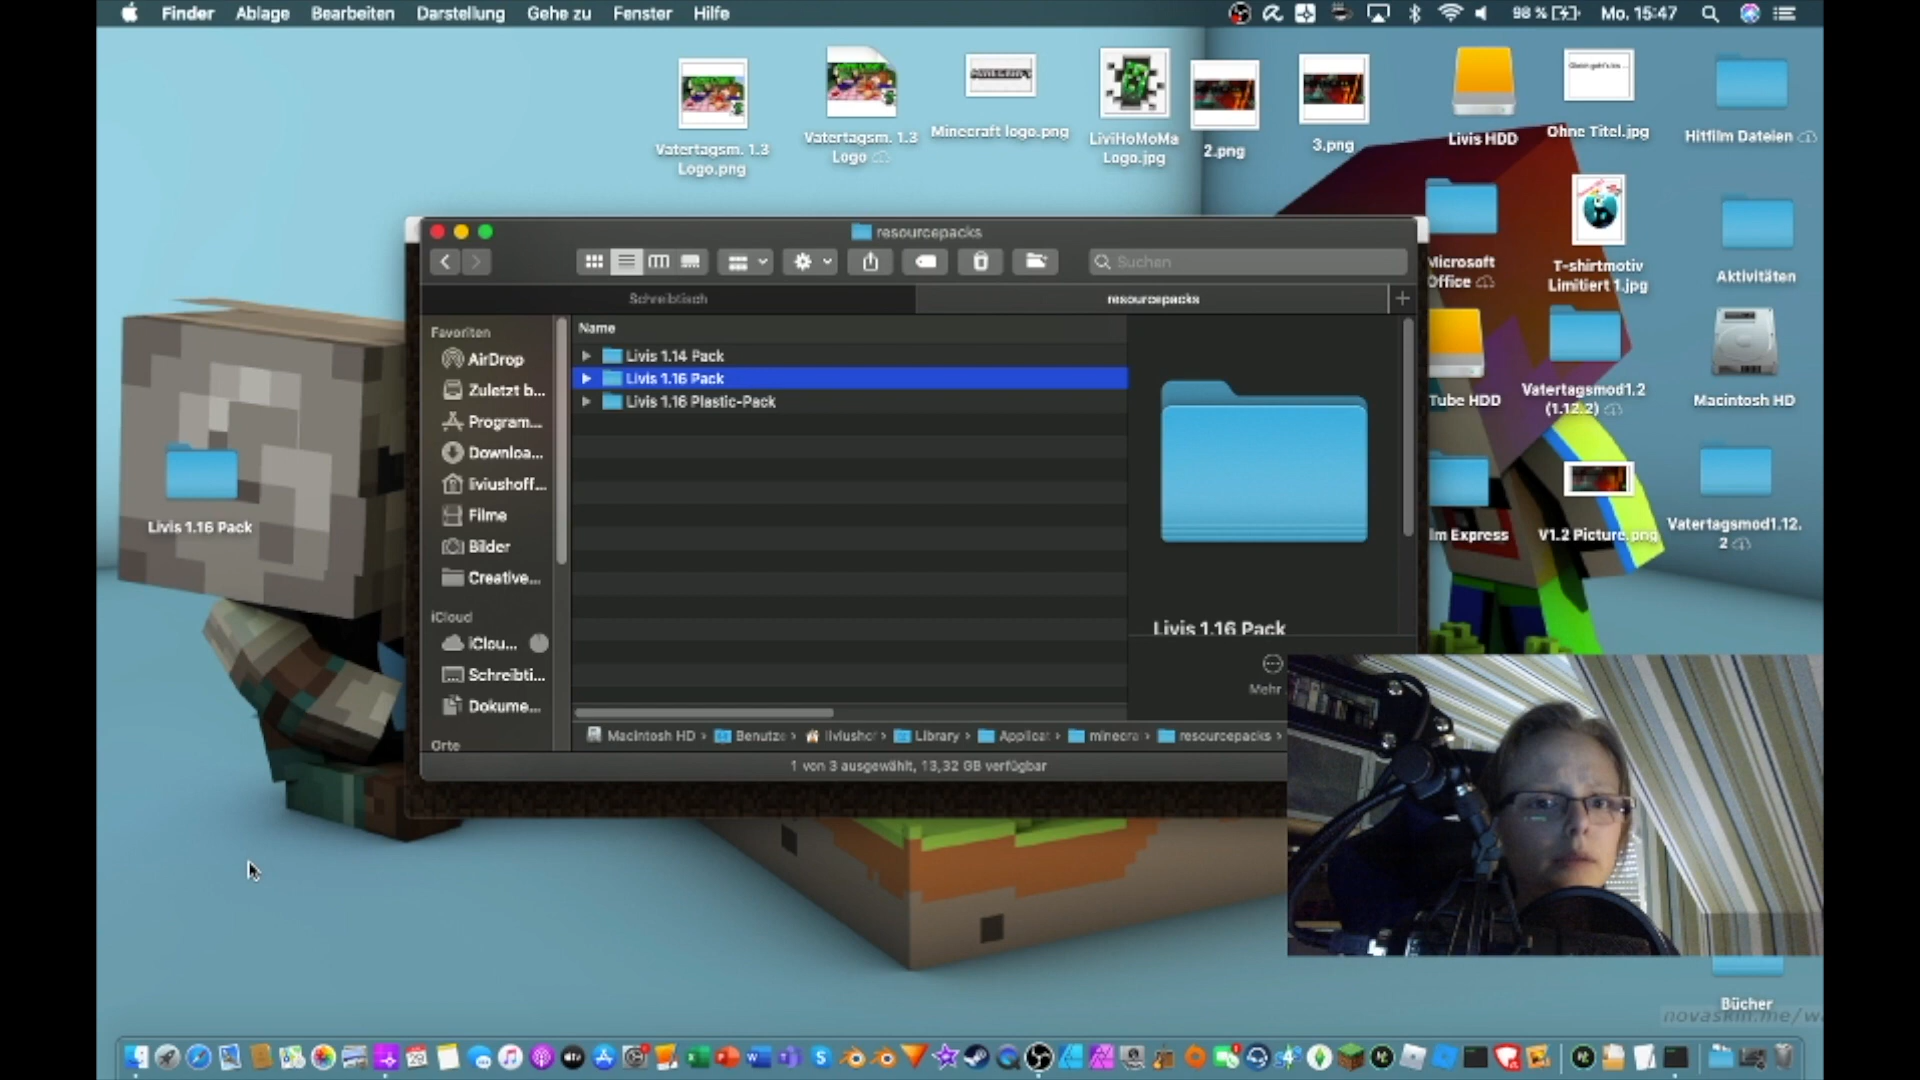 Finder Ablage Bearbeiten Darstellung Gehe zu Fenster Hilfe
98 % Mo. 15:47
Vatertagsm. 1.3
Logo.png
Vatertagsm. 1.3
Logo
Minecraft logo.png
LiviHoMoMa
Logo.jpg
2.png
3.png
Livis HDD
Ohne Titel.jpg
Hitfilm Dateien
Microsoft
Office
T-shirtmotiv
Limitiert 1.jpg
Aktivitäten
Tube HDD
Vatertagsmod1.2
(1.12.2)
Macintosh HD
lm Express
V1.2 Picture.png
Vatertagsmod1.12.
2
Bücher
Livis 1.16 Pack
resourcepacks
Suchen
Schreibtisch
resourcepacks
Favoriten
AirDrop
Zuletzt b...
Program...
Downloa...
liviushoff...
Filme
Bilder
Creative...
iCloud
iClou...
Schreibti...
Dokume...
Orte
Name
Livis 1.14 Pack
Livis 1.16 Pack
Livis 1.16 Plastic-Pack
Livis 1.16 Pack
Mehr
Macintosh HD › Benutze › liviushof › Library › Applicat › minecra › resourcepacks ›
1 von 3 ausgewählt, 13,32 GB verfügbar